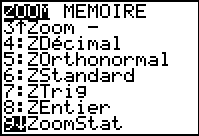 ZOOM MEMOIRE
3↑Zoom -
4:ZDécimal
5:ZOrthonormal
6:ZStandard
7:ZTrig
8:ZEntier
9↓ZoomStat